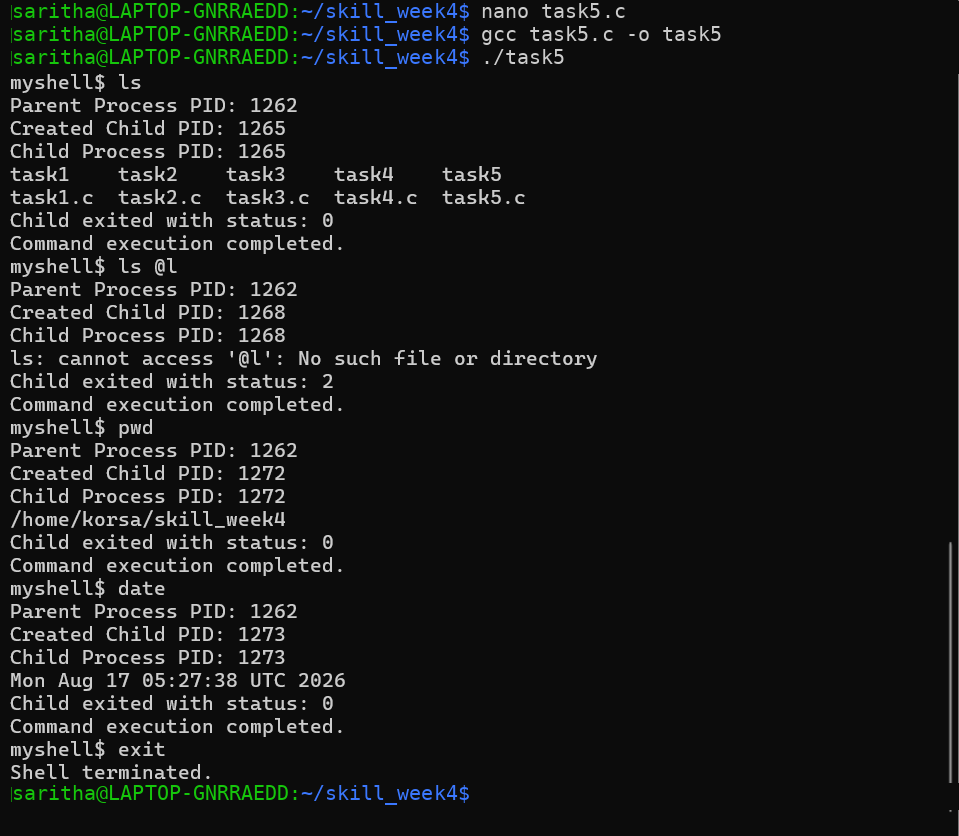 saritha@LAPTOP-GNRRAEDD:~/skill_week4$ nano task5.c
saritha@LAPTOP-GNRRAEDD:~/skill_week4$ gcc task5.c -o task5
saritha@LAPTOP-GNRRAEDD:~/skill_week4$ ./task5
myshell$ ls
Parent Process PID: 1262
Created Child PID: 1265
Child Process PID: 1265
task1    task2    task3    task4    task5
task1.c  task2.c  task3.c  task4.c  task5.c
Child exited with status: 0
Command execution completed.
myshell$ ls @l
Parent Process PID: 1262
Created Child PID: 1268
Child Process PID: 1268
ls: cannot access '@l': No such file or directory
Child exited with status: 2
Command execution completed.
myshell$ pwd
Parent Process PID: 1262
Created Child PID: 1272
Child Process PID: 1272
/home/korsa/skill_week4
Child exited with status: 0
Command execution completed.
myshell$ date
Parent Process PID: 1262
Created Child PID: 1273
Child Process PID: 1273
Mon Aug 17 05:27:38 UTC 2026
Child exited with status: 0
Command execution completed.
myshell$ exit
Shell terminated.
saritha@LAPTOP-GNRRAEDD:~/skill_week4$